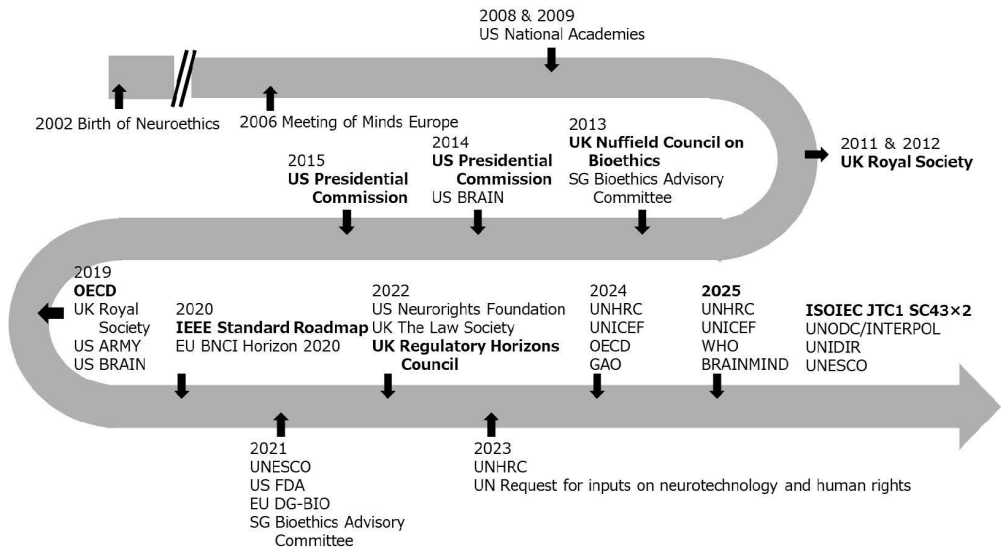 2008 & 2009
US National Academies
2002 Birth of Neuroethics
2006 Meeting of Minds Europe
2011 & 2012
UK Royal Society
2013
UK Nuffield Council on
Bioethics
SG Bioethics Advisory
Committee
2014
US Presidential
Commission
US BRAIN
2015
US Presidential
Commission
2019
OECD
UK Royal
Society
US ARMY
US BRAIN
2020
IEEE Standard Roadmap
EU BNCI Horizon 2020
2021
UNESCO
US FDA
EU DG-BIO
SG Bioethics Advisory
Committee
2022
US Neurorights Foundation
UK The Law Society
UK Regulatory Horizons
Council
2023
UNHRC
UN Request for inputs on neurotechnology and human rights
2024
UNHRC
UNICEF
OECD
GAO
2025
UNHRC
UNICEF
WHO
BRAINMIND
ISOIEC JTC1 SC43×2
UNODC/INTERPOL
UNIDIR
UNESCO